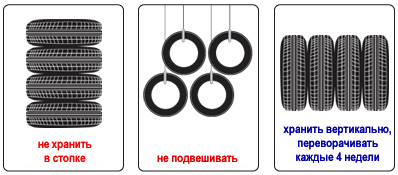 не хранить
в стопке
не подвешивать
хранить вертикально,
переворачивать
каждые 4 недели